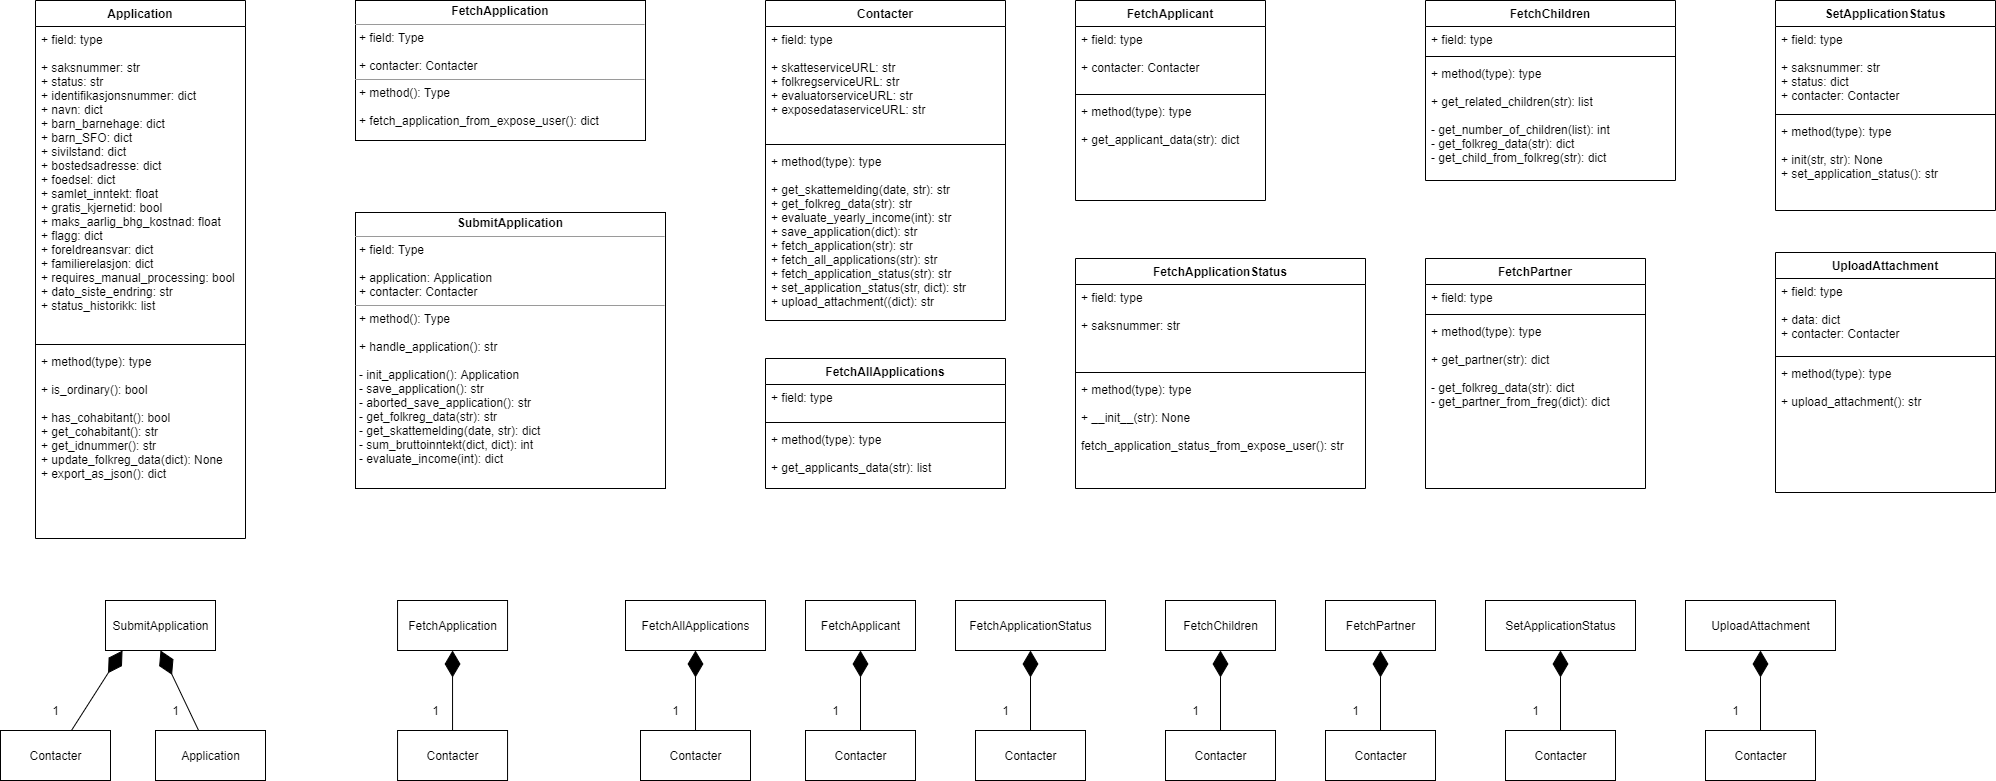 Application
+ field: type
+ saksnummer: str
+ status: str
+ identifikasjonsnummer: dict
+ navn: dict
+ barn_barnehage: dict
+ barn_SFO: dict
+ sivilstand: dict
+ bostedsadresse: dict
+ foedsel: dict
+ samlet_inntekt: float
+ gratis_kjernetid: bool
+ maks_aarlig_bhg_kostnad: float
+ flagg: dict
+ foreldreansvar: dict
+ familierelasjon: dict
+ requires_manual_processing: bool
+ dato_siste_endring: str
+ status_historikk: list
+ method(type): type
+ is_ordinary(): bool
+ has_cohabitant(): bool
+ get_cohabitant(): str
+ get_idnummer(): str
+ update_folkreg_data(dict): None
+ export_as_json(): dict
FetchApplication
+ field: Type
+ contacter: Contacter
+ method(): Type
+ fetch_application_from_expose_user(): dict
SubmitApplication
+ field: Type
+ application: Application
+ contacter: Contacter
+ method(): Type
+ handle_application(): str
- init_application(): Application
- save_application(): str
- aborted_save_application(): str
- get_folkreg_data(str): str
- get_skattemelding(date, str): dict
- sum_bruttoinntekt(dict, dict): int
- evaluate_income(int): dict
Contacter
+ field: type
+ skatteserviceURL: str
+ folkregserviceURL: str
+ evaluatorserviceURL: str
+ exposedataserviceURL: str
+ method(type): type
+ get_skattemelding(date, str): str
+ get_folkreg_data(str): str
+ evaluate_yearly_income(int): str
+ save_application(dict): str
+ fetch_application(str): str
+ fetch_all_applications(str): str
+ fetch_application_status(str): str
+ set_application_status(str, dict): str
+ upload_attachment((dict): str
FetchAllApplications
+ field: type
+ method(type): type
+ get_applicants_data(str): list
FetchApplicant
+ field: type
+ contacter: Contacter
+ method(type): type
+ get_applicant_data(str): dict
FetchApplicationStatus
+ field: type
+ saksnummer: str
+ method(type): type
+ __init__(str): None
fetch_application_status_from_expose_user(): str
FetchChildren
+ field: type
+ method(type): type
+ get_related_children(str): list
- get_number_of_children(list): int
- get_folkreg_data(str): dict
- get_child_from_folkreg(str): dict
FetchPartner
+ field: type
+ method(type): type
+ get_partner(str): dict
- get_folkreg_data(str): dict
- get_partner_from_freg(dict): dict
SetApplicationStatus
+ field: type
+ saksnummer: str
+ status: dict
+ contacter: Contacter
+ method(type): type
+ init(str, str): None
+ set_application_status(): str
UploadAttachment
+ field: type
+ data: dict
+ contacter: Contacter
+ method(type): type
+ upload_attachment(): str
SubmitApplication
1
1
Contacter
Application
FetchApplication
1
Contacter
FetchAllApplications
1
Contacter
FetchApplicant
1
Contacter
FetchApplicationStatus
1
Contacter
FetchChildren
1
Contacter
FetchPartner
1
Contacter
SetApplicationStatus
1
Contacter
UploadAttachment
1
Contacter